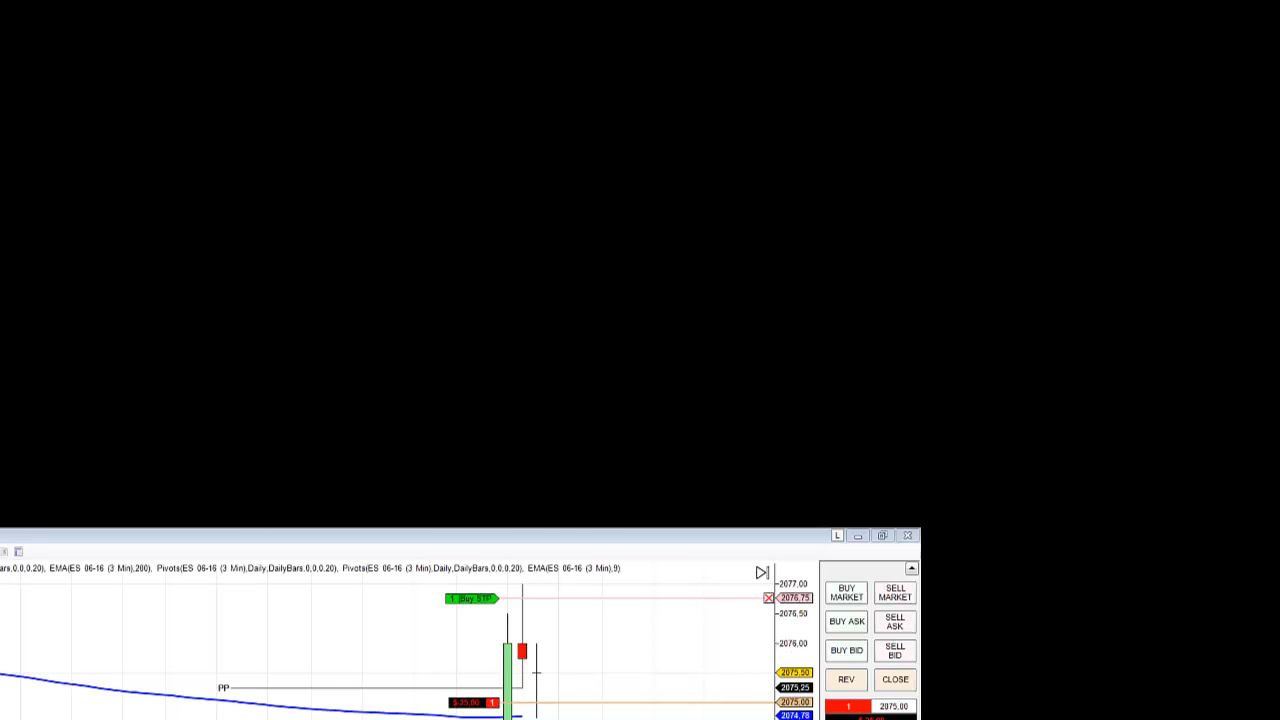 L
ars,0.0,0.20), EMA(ES 06-16 (3 Min),200), Pivots(ES 06-16 (3 Min),Daily,DailyBars,0,0,0,20), Pivots(ES 06-16 (3 Min),Daily,DailyBars,0,0,0,20), EMA(ES 06-16 (3 Min),9)
2077,00
1 Buy STP
2076,75
2076,50
2076,00
2075,50
PP
2075,25
$ 25,00 1
2075,00
2074,78
BUY MARKET
SELL MARKET
BUY ASK
SELL ASK
BUY BID
SELL BID
REV
CLOSE
1
2075,00